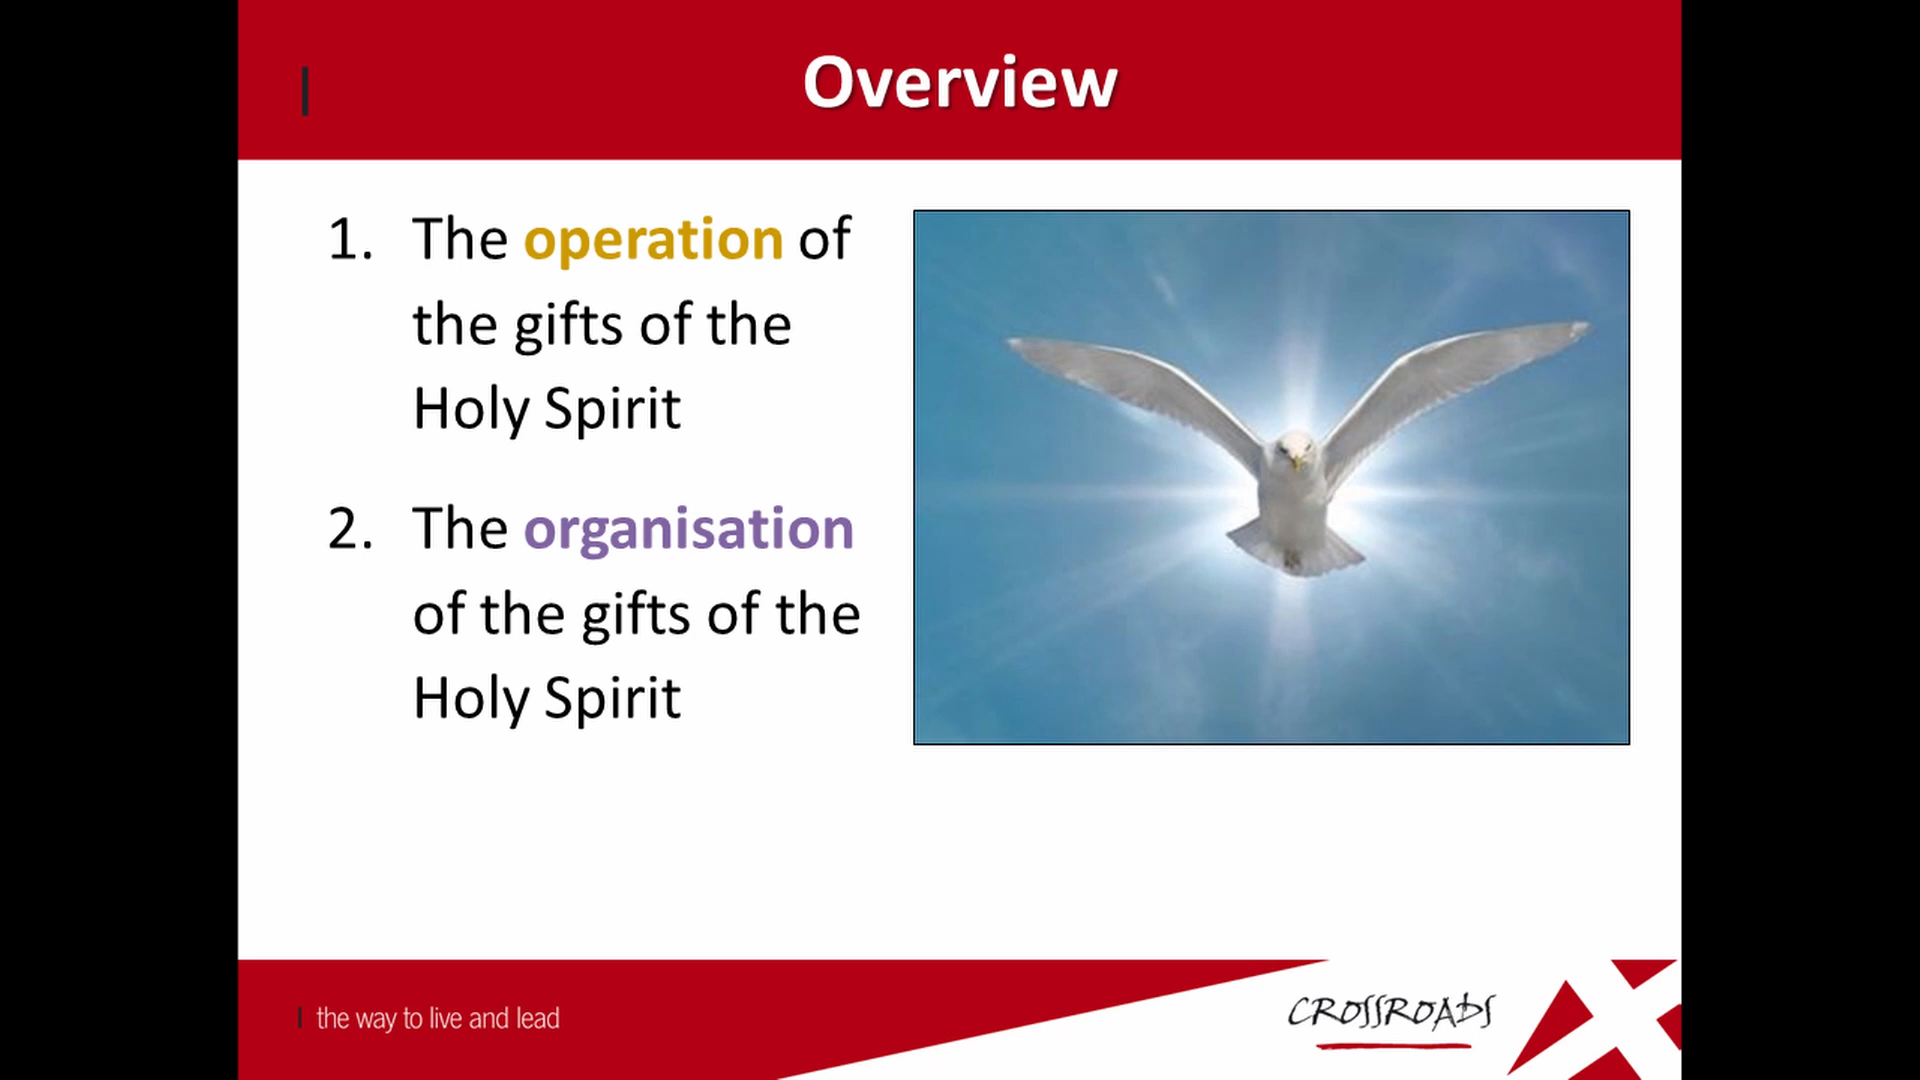 Overview
1. The operation of
the gifts of the
Holy Spirit
2. The organisation
of the gifts of the
Holy Spirit
the way to live and lead
CROSSROADS